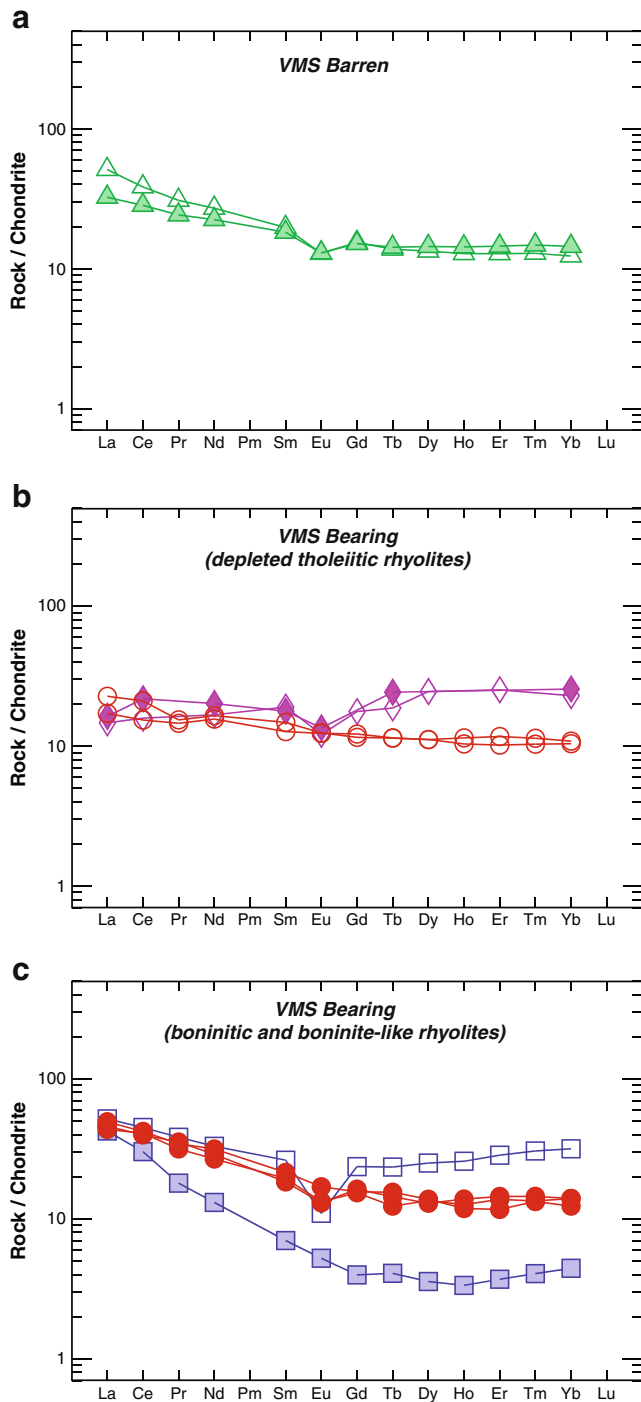 a
VMS Barren
100
10
1
Rock / Chondrite
La Ce Pr Nd Pm Sm Eu Gd Tb Dy Ho Er Tm Yb Lu
b
VMS Bearing
(depleted tholeiitic rhyolites)
100
10
1
Rock / Chondrite
La Ce Pr Nd Pm Sm Eu Gd Tb Dy Ho Er Tm Yb Lu
c
VMS Bearing
(boninitic and boninite-like rhyolites)
100
10
1
Rock / Chondrite
La Ce Pr Nd Pm Sm Eu Gd Tb Dy Ho Er Tm Yb Lu